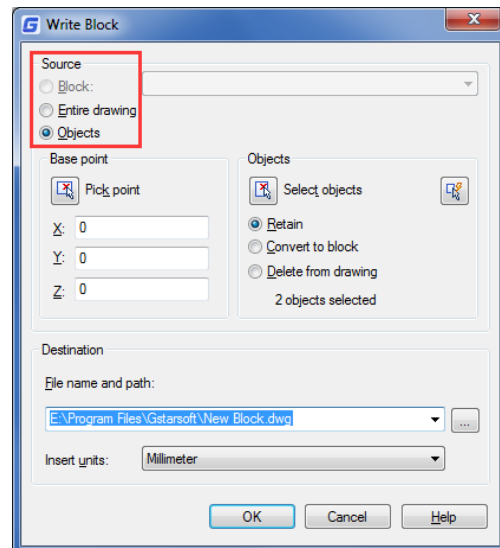 Write Block
Source
Block:
Entire drawing
Objects
Base point
Pick point
X: 0
Y: 0
Z: 0
Objects
Select objects
Retain
Convert to block
Delete from drawing
2 objects selected
Destination
File name and path:
E:\Program Files\Gstarsoft\New Block.dwg
...
Insert units: Millimeter
OK Cancel Help